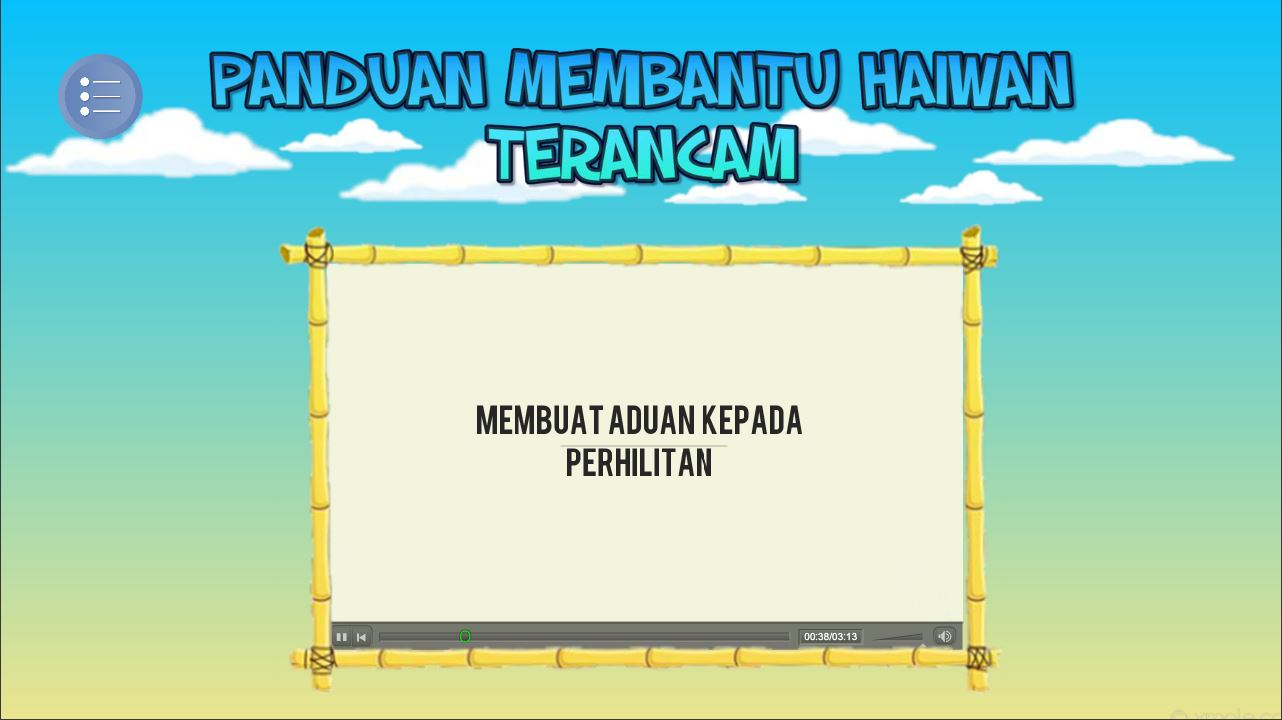 PANDUAN MEMBANTU HAIWAN
TERANCAM
MEMBUAT ADUAN KEPADA
PERHILITAN
00:38/03:13